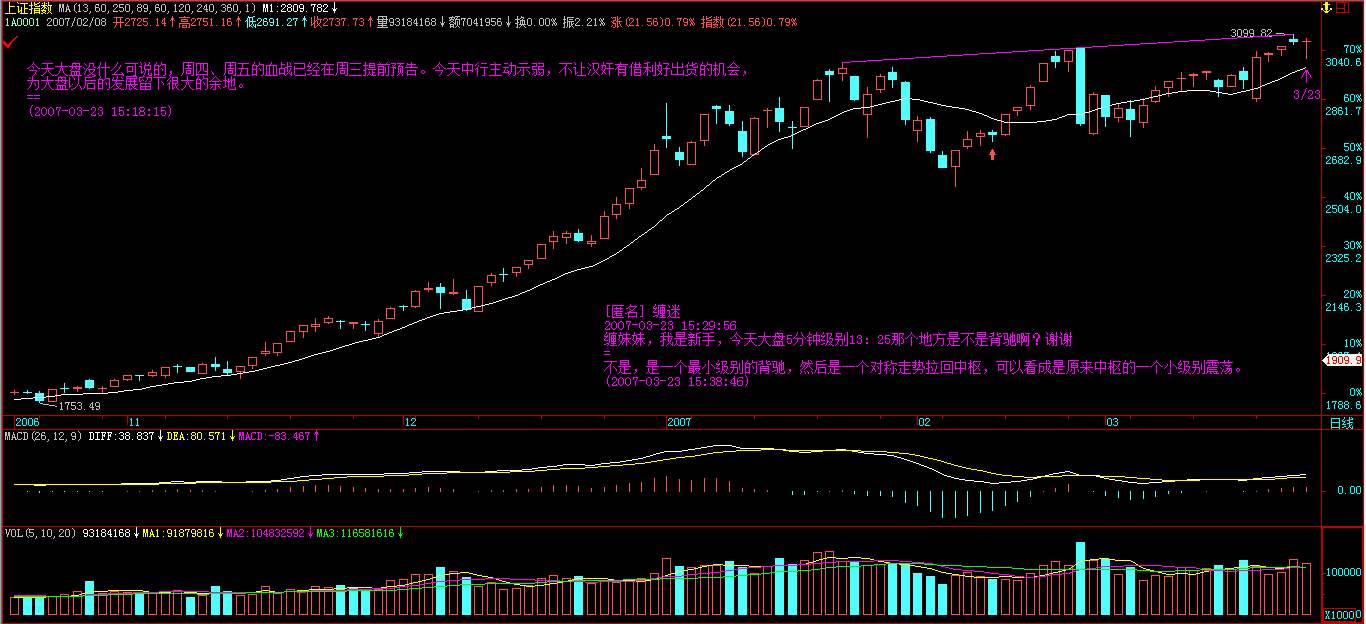 上证指数 MA(13,60,250,89,60,120,240,360,1) M1:2809.782↓
1A0001 2007/02/08 开2725.14↑高2751.16↑低2691.27↑收2737.73↑量93184168↓额7041956↓换0.00% 振2.21% 涨(21.56)0.79% 指数(21.56)0.79%
3099.82
今天大盘没什么可说的，周四、周五的血战已经在周三提前预告。今天中行主动示弱，不让汉奸有借利好出货的机会，
为大盘以后的发展留下很大的余地。
==
(2007-03-23 15:18:15)
3/23
70%
3040.6
60%
2861.7
50%
2682.9
40%
2504.0
30%
2325.2
20%
2146.3
10%
1909.9
0%
1788.6
[匿名] 缠迷
2007-03-23 15:29:56
缠妹妹，我是新手，今天大盘5分钟级别13：25那个地方是不是背驰啊？谢谢
=
不是，是一个最小级别的背驰，然后是一个对称走势拉回中枢，可以看成是原来中枢的一个小级别震荡。
(2007-03-23 15:38:46)
1753.49
2006 11 12 2007 02 03 日线
MACD(26,12,9) DIFF:38.837↓DEA:80.571↓MACD:-83.467↑
0.00
VOL(5,10,20) 93184168↓MA1:91879816↓MA2:104832592↓MA3:116581616↓
100000
X10000